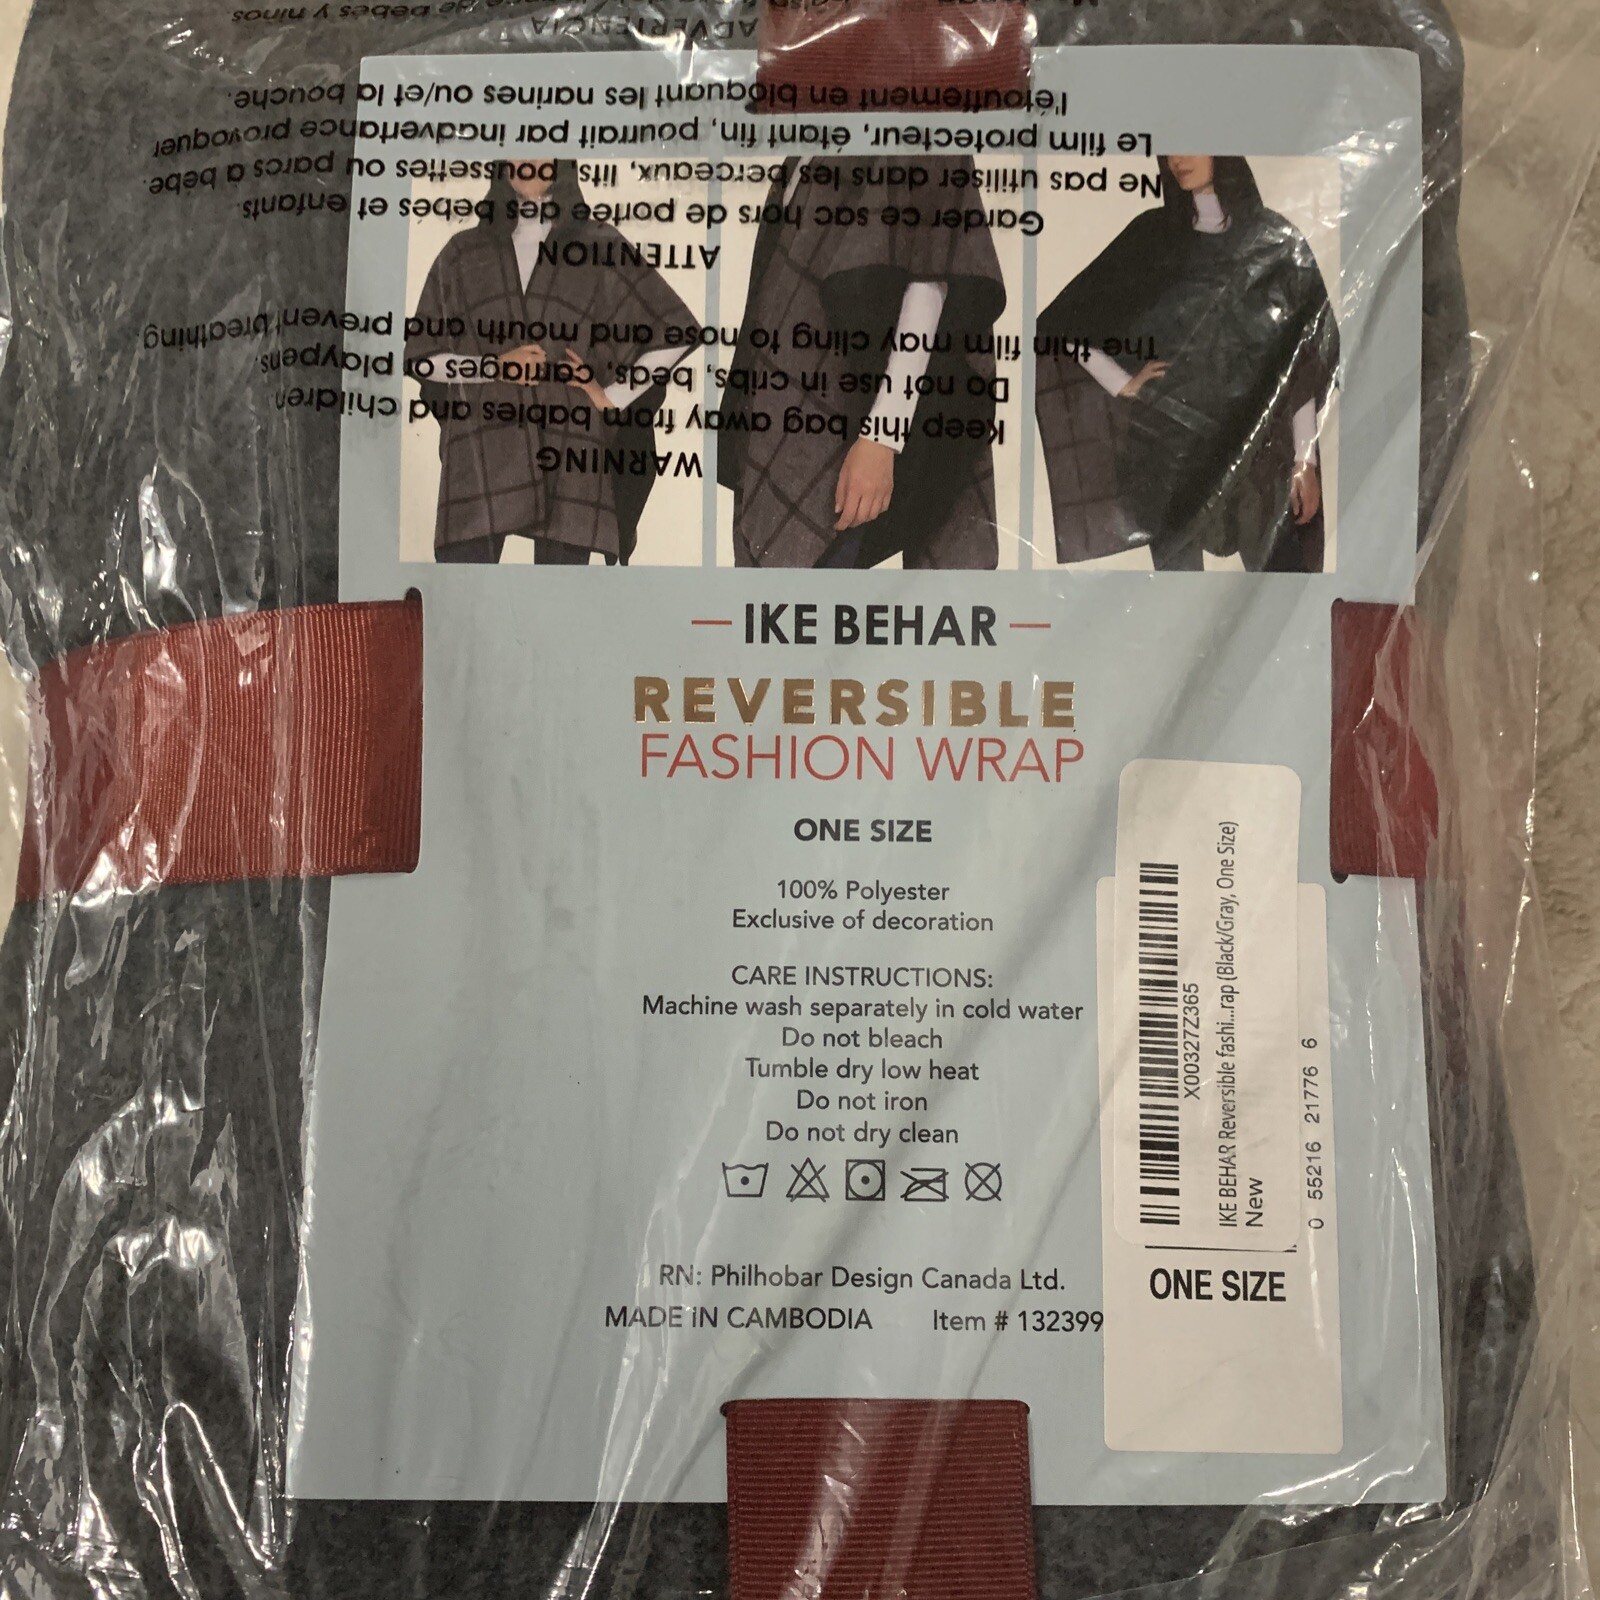 IKE BEHAR
REVERSIBLE
FASHION WRAP
ONE SIZE
100% Polyester
Exclusive of decoration
CARE INSTRUCTIONS:
Machine wash separately in cold water
Do not bleach
Tumble dry low heat
Do not iron
Do not dry clean
RN: Philhobar Design Canada Ltd.
MADE IN CAMBODIA Item # 132399
X00327Z365
IKE BEHAR Reversible fashi...rap (Black/Gray, One Size)
New
0 55216 21776 6
ONE SIZE
WARNING
Keep this bag away from babies and children
Do not use in cribs, beds, carriages or playpens.
The thin film may cling to nose and mouth and prevent breathing.
ATTENTION
Garder ce sac hors de portée des bébés et enfants.
Ne pas utiliser dans les berceaux, lits, poussettes ou parcs a bébé.
Le film protecteur, étant fin, pourrait par inadvertance provoquer
l'étouffement en bloquant les narines ou/et la bouche.
ADVERTENCIA
de bebés y niños